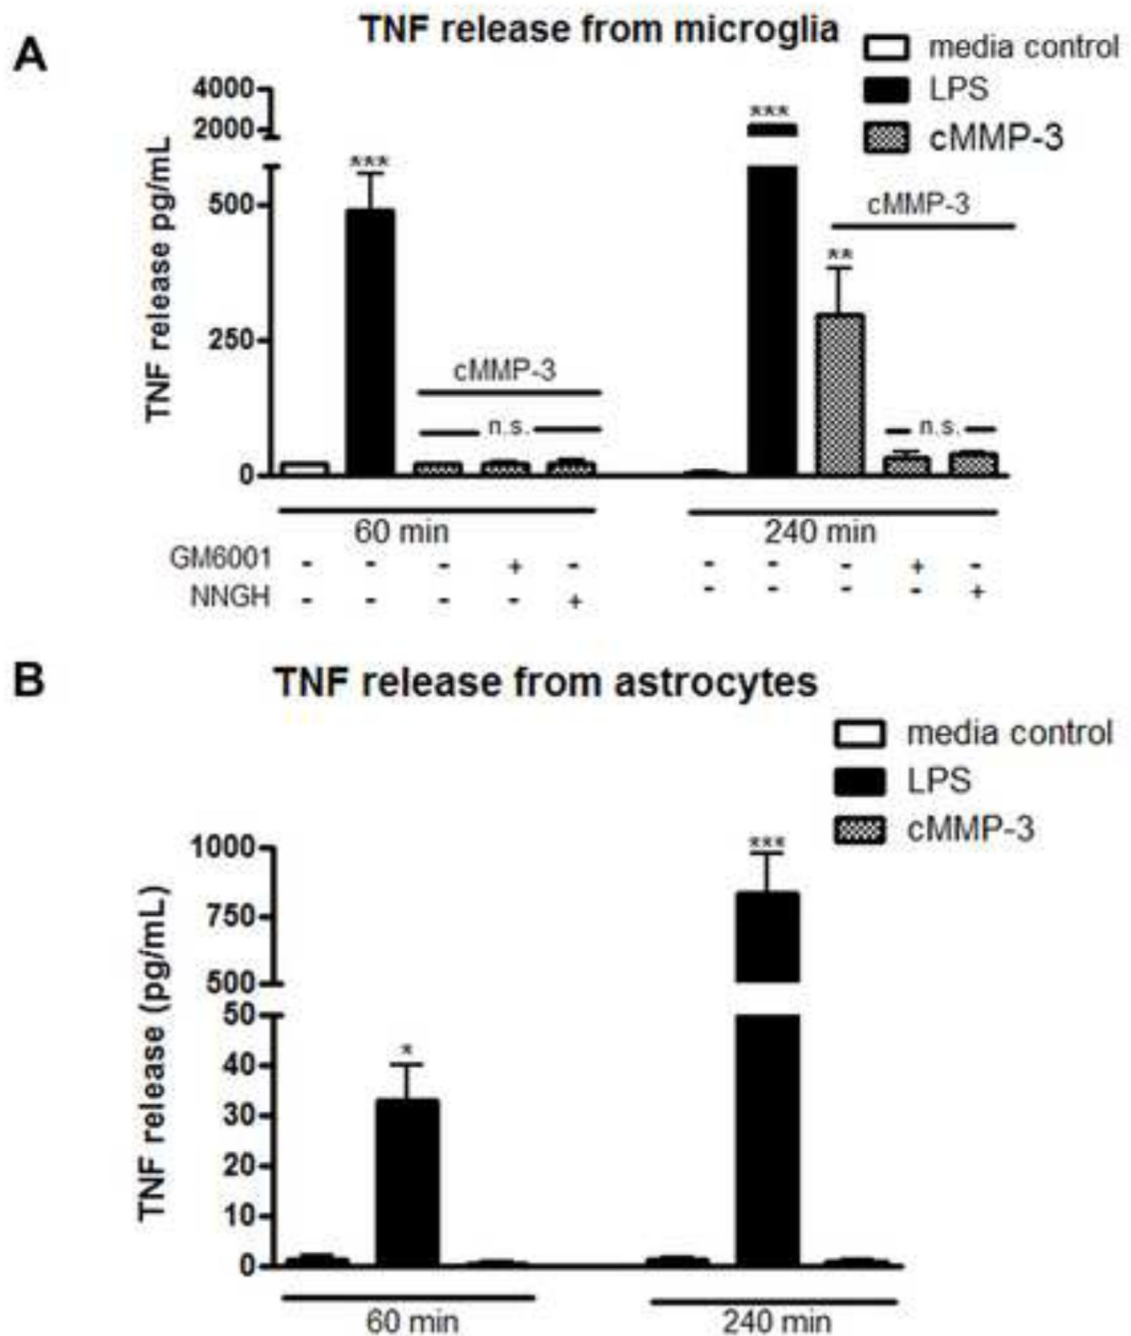 A
TNF release from microglia
media control
LPS
cMMP-3
TNF release pg/mL
4000
2000
500
250
0
***
***
cMMP-3
**
cMMP-3
n.s.
n.s.
60 min
240 min
GM6001 - - - + - - - - + -
NNGH - - - - + - - - - +
B
TNF release from astrocytes
media control
LPS
cMMP-3
TNF release (pg/mL)
1000
750
500
50
40
30
20
10
0
*
***
60 min
240 min